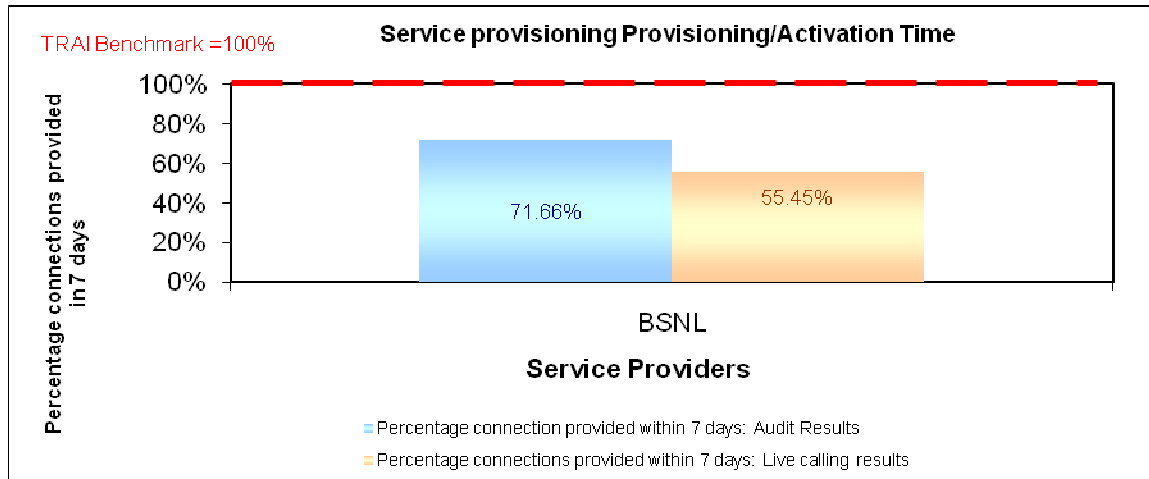 TRAI Benchmark =100%
Service provisioning Provisioning/Activation Time
Percentage connections provided
in 7 days
100%
80%
60%
40%
20%
0%
71.66%
55.45%
BSNL
Service Providers
Percentage connection provided within 7 days: Audit Results
Percentage connections provided within 7 days: Live calling results